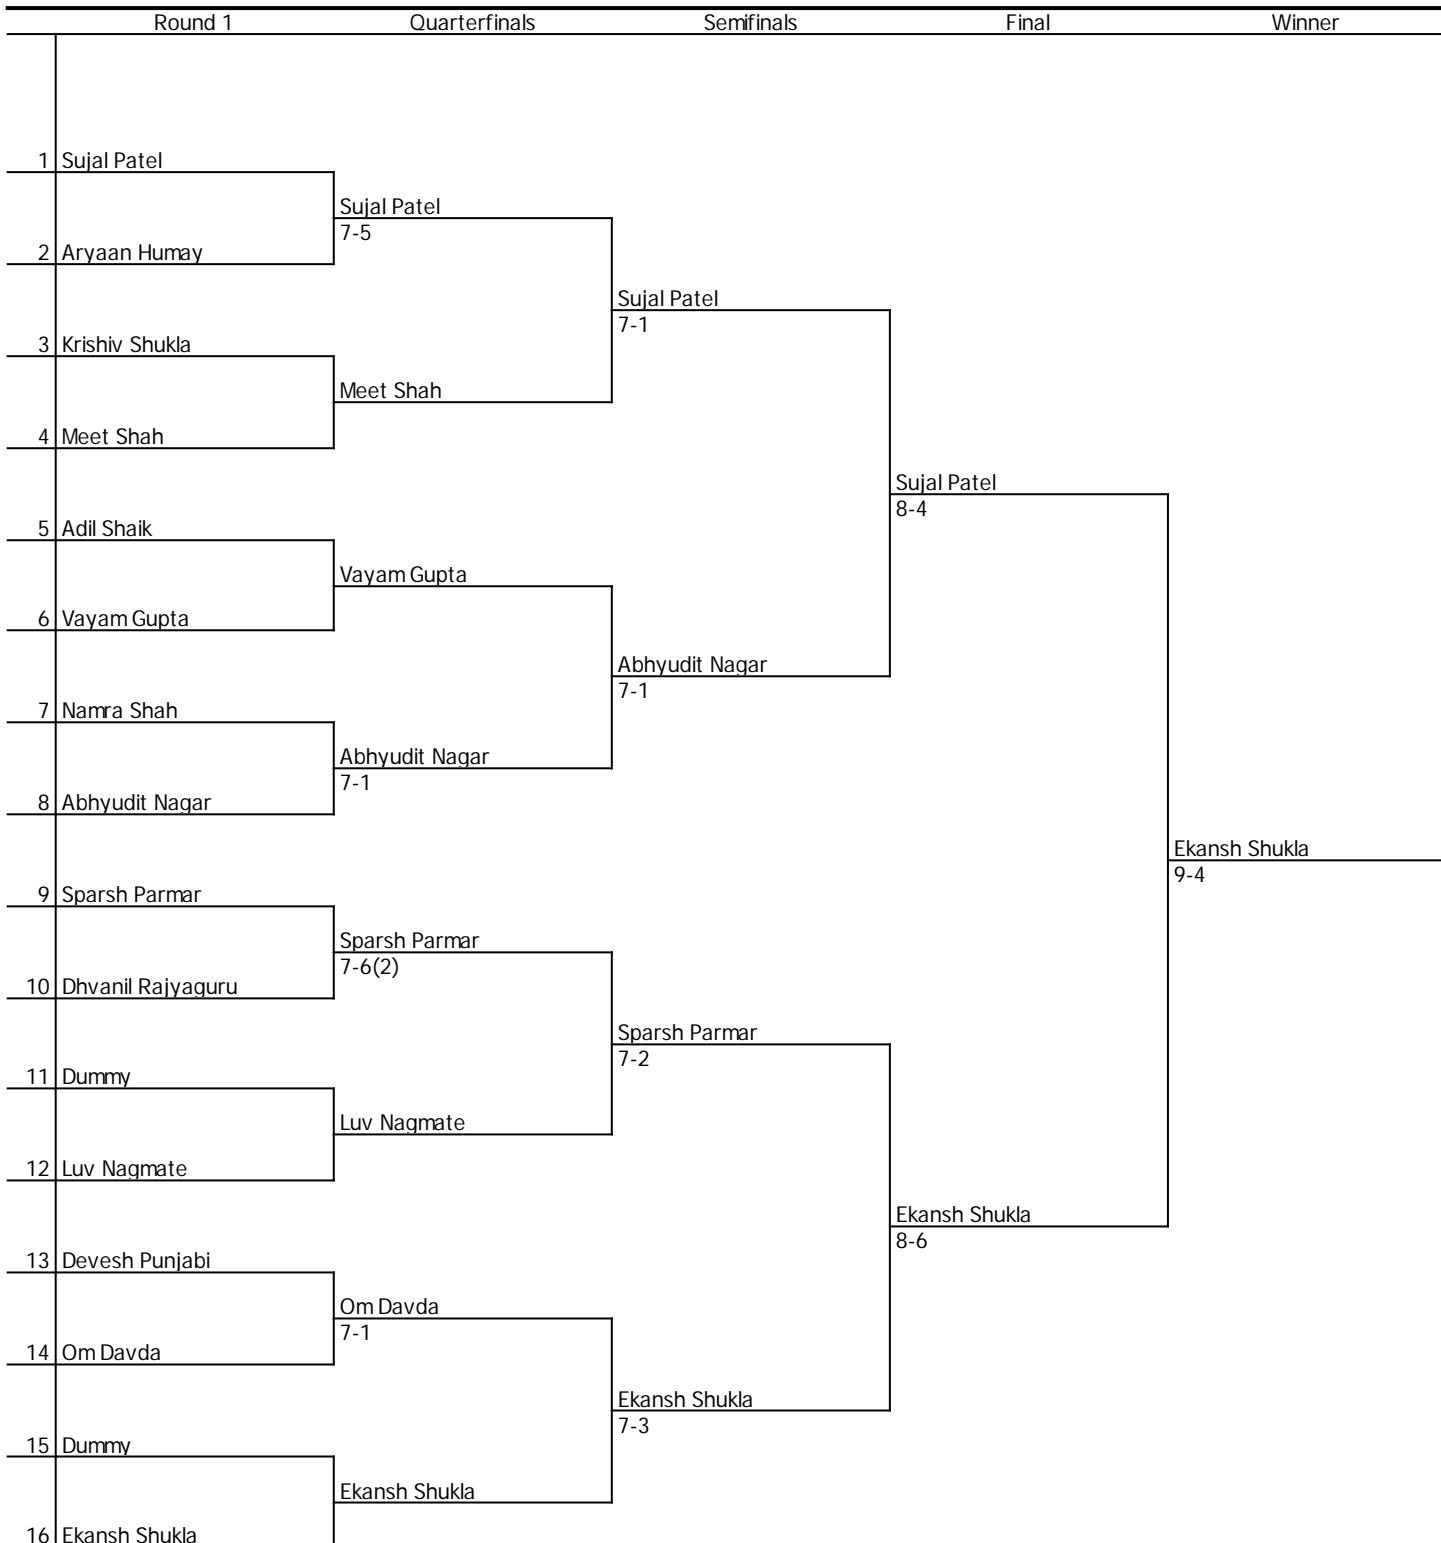 Round 1 Quarterfinals Semifinals Final Winner
1 Sujal Patel
Sujal Patel
7-5
2 Aryaan Humay
Sujal Patel
7-1
3 Krishiv Shukla
Meet Shah
4 Meet Shah
Sujal Patel
8-4
5 Adil Shaik
Vayam Gupta
6 Vayam Gupta
Abhyudit Nagar
7-1
7 Namra Shah
Abhyudit Nagar
7-1
8 Abhyudit Nagar
Ekansh Shukla
9-4
9 Sparsh Parmar
Sparsh Parmar
7-6(2)
10 Dhvanil Rajyaguru
Sparsh Parmar
7-2
11 Dummy
Luv Nagmate
12 Luv Nagmate
Ekansh Shukla
8-6
13 Devesh Punjabi
Om Davda
7-1
14 Om Davda
Ekansh Shukla
7-3
15 Dummy
Ekansh Shukla
16 Ekansh Shukla